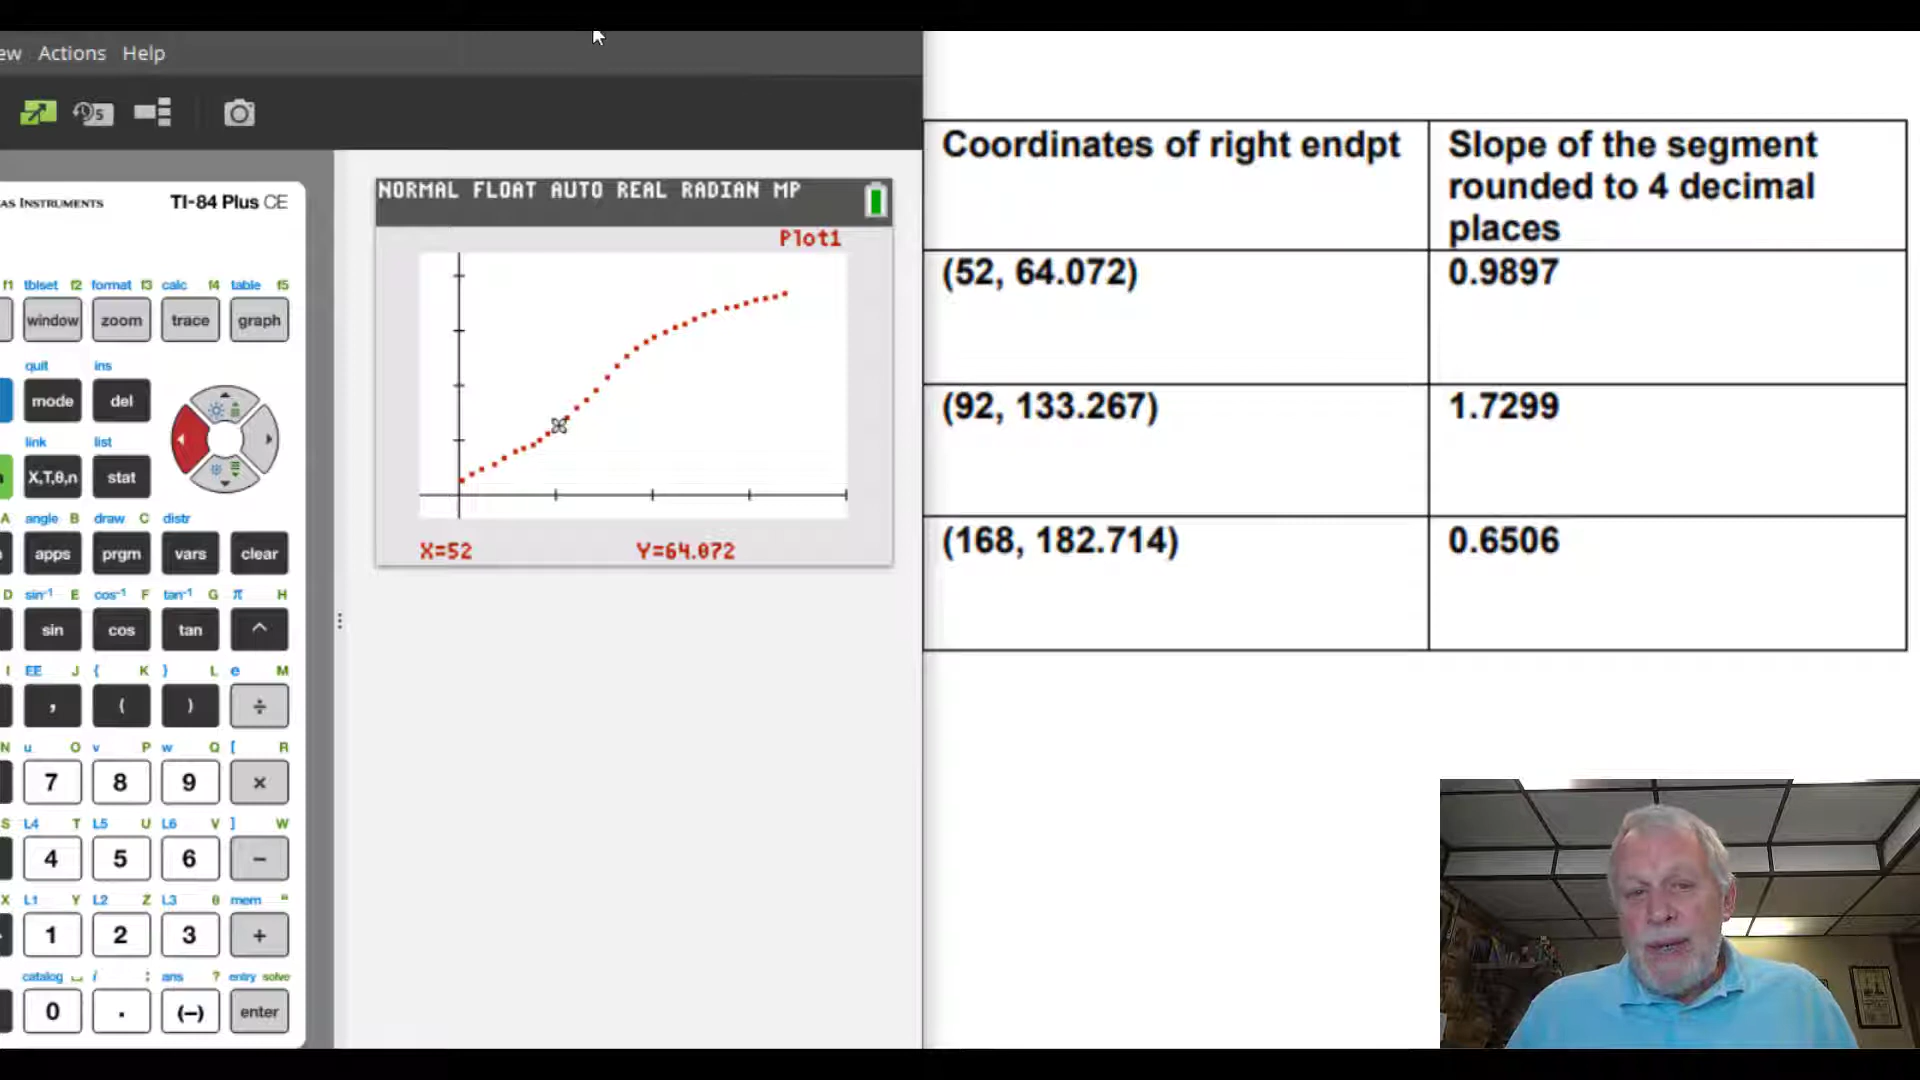 ew Actions Help
AS INSTRUMENTS TI-84 Plus CE
f1 tblset f2 format f3 calc f4 table f5
window zoom trace graph
quit ins
mode del
link list
X,T,θ,n stat
A angle B draw C distr
apps prgm vars clear
D sin⁻¹ E cos⁻¹ F tan⁻¹ G π H
sin cos tan ^
I EE J { K } L e M
, ( ) ÷
N u O v P w Q [ R
7 8 9 ×
S L4 T L5 U L6 V ] W
4 5 6 −
X L1 Y L2 Z L3 θ mem "
1 2 3 +
catalog ⎵ i : ans ? entry solve
0 . (−) enter
NORMAL FLOAT AUTO REAL RADIAN MP
Plot1
X=52 Y=64.072
Coordinates of right endpt
Slope of the segment
rounded to 4 decimal
places
(52, 64.072)
0.9897
(92, 133.267)
1.7299
(168, 182.714)
0.6506